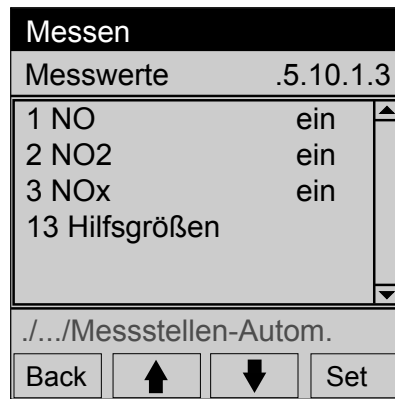 Messen
Messwerte .5.10.1.3
1 NO ein
2 NO2 ein
3 NOx ein
13 Hilfsgrößen
./.../Messstellen-Autom.
Back Set